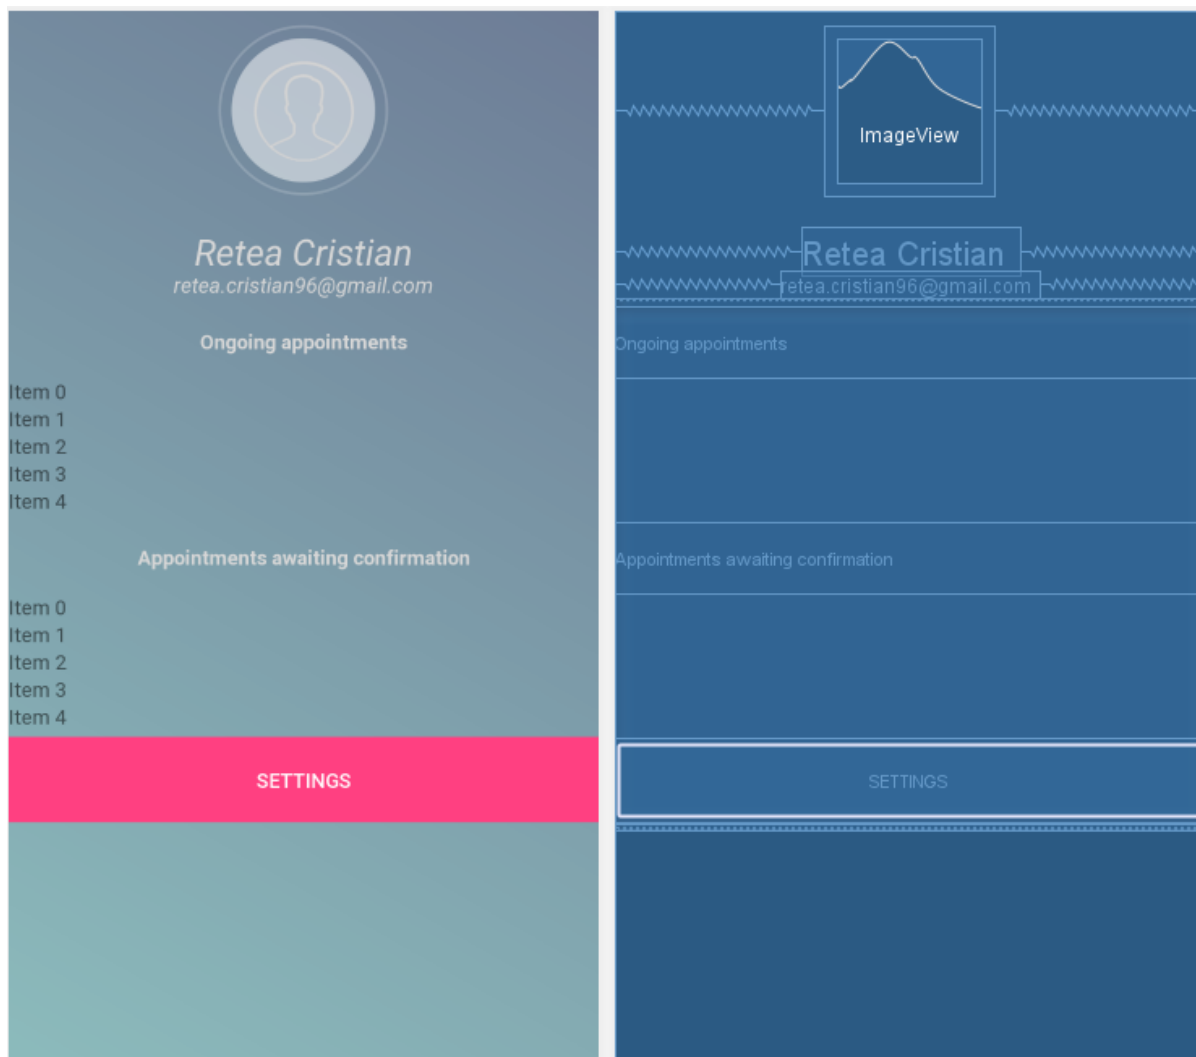 Retea Cristian
retea.cristian96@gmail.com
Ongoing appointments
Item 0
Item 1
Item 2
Item 3
Item 4
Appointments awaiting confirmation
Item 0
Item 1
Item 2
Item 3
Item 4
SETTINGS
ImageView
Retea Cristian
retea.cristian96@gmail.com
Ongoing appointments
Appointments awaiting confirmation
SETTINGS